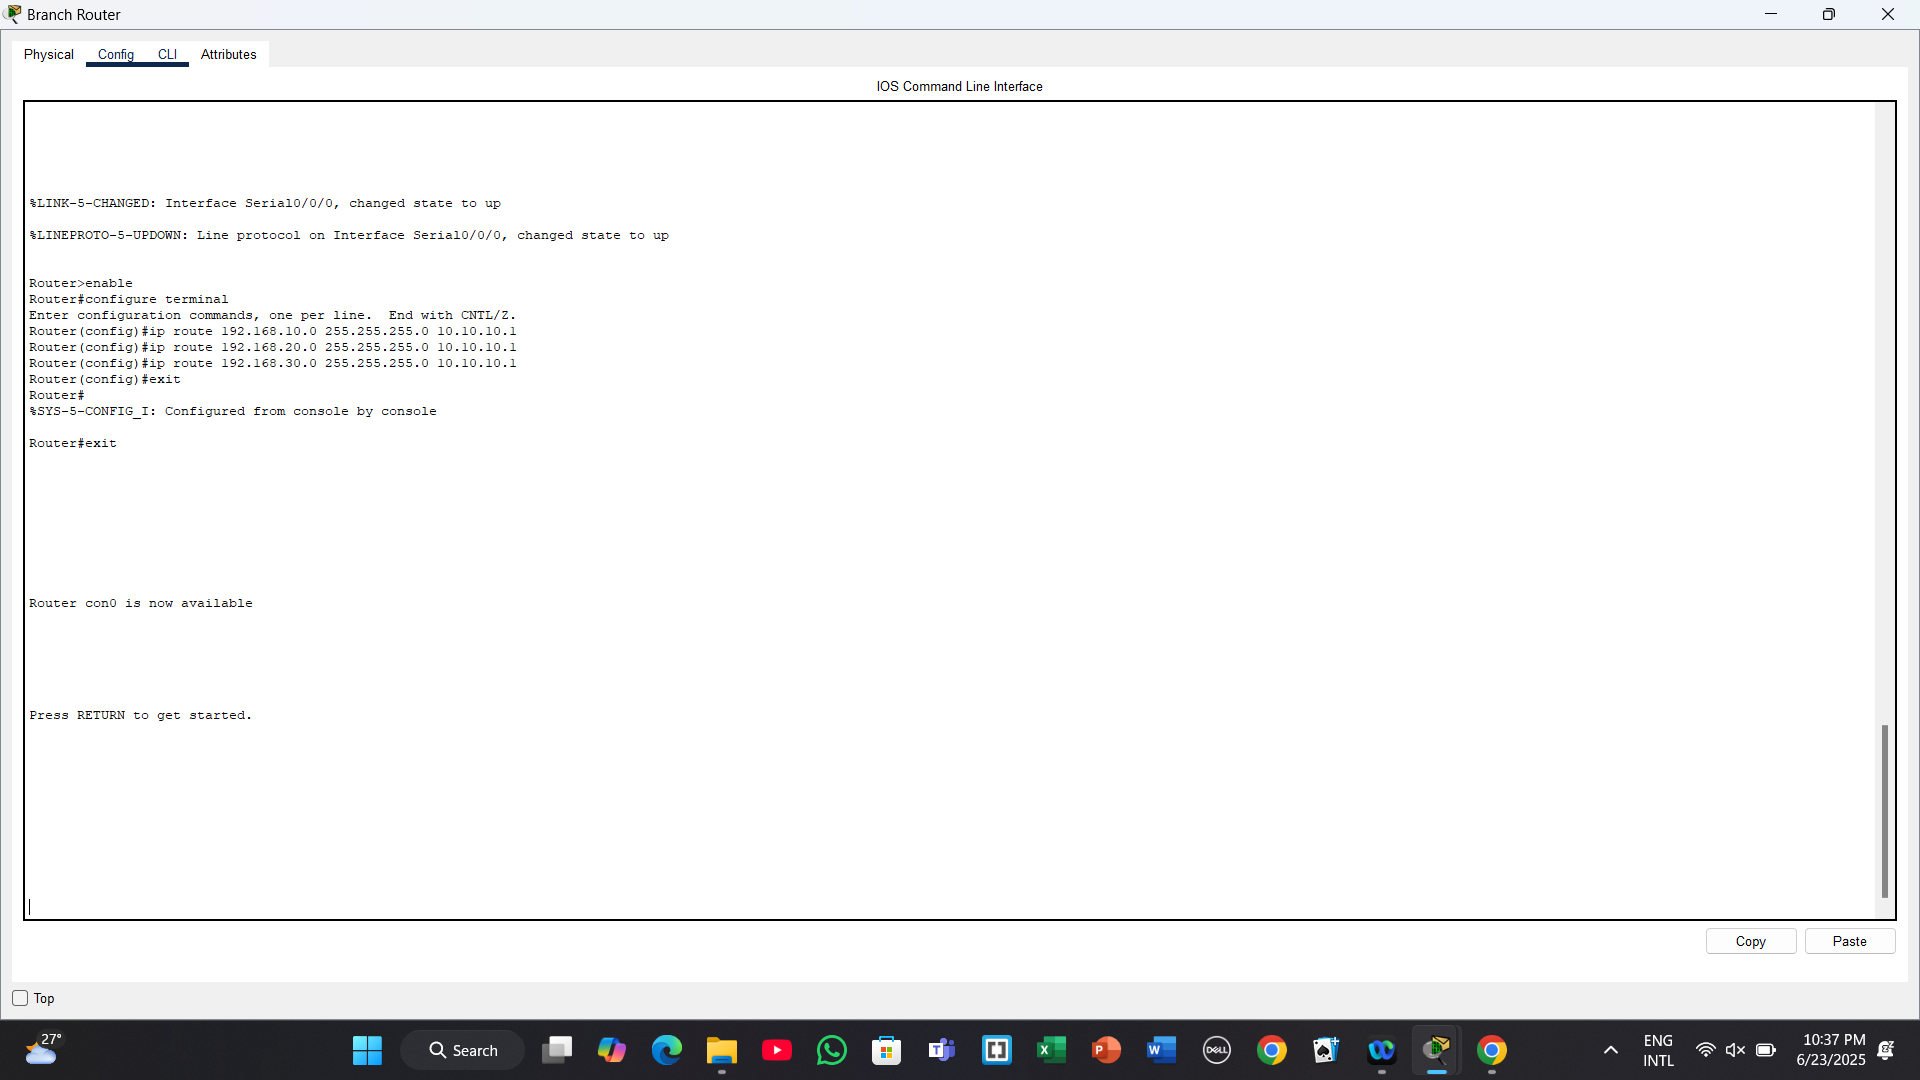 Branch Router
Physical Config CLI Attributes
IOS Command Line Interface
%LINK-5-CHANGED: Interface Serial0/0/0, changed state to up
%LINEPROTO-5-UPDOWN: Line protocol on Interface Serial0/0/0, changed state to up
Router>enable
Router#configure terminal
Enter configuration commands, one per line.  End with CNTL/Z.
Router(config)#ip route 192.168.10.0 255.255.255.0 10.10.10.1
Router(config)#ip route 192.168.20.0 255.255.255.0 10.10.10.1
Router(config)#ip route 192.168.30.0 255.255.255.0 10.10.10.1
Router(config)#exit
Router#
%SYS-5-CONFIG_I: Configured from console by console
Router#exit
Router con0 is now available
Press RETURN to get started.
Copy Paste
Top
27°
Search
DELL
ENG
INTL
10:37 PM
6/23/2025